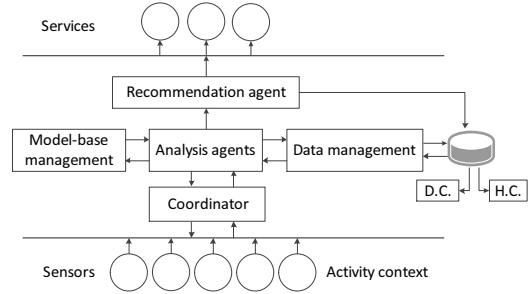 Services
Recommendation agent
Model-base
management
Analysis agents
Data management
D.C.
H.C.
Coordinator
Sensors
Activity context